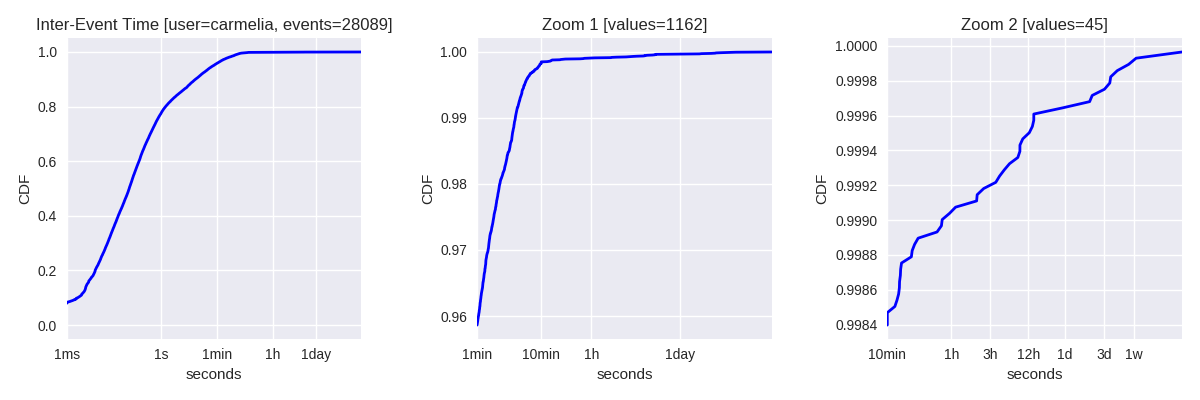 Inter-Event Time [user=carmelia, events=28089]
CDF
1.0
0.8
0.6
0.4
0.2
0.0
1ms 1s 1min 1h 1day
seconds
Zoom 1 [values=1162]
CDF
1.00
0.99
0.98
0.97
0.96
1min 10min 1h 1day
seconds
Zoom 2 [values=45]
CDF
1.0000
0.9998
0.9996
0.9994
0.9992
0.9990
0.9988
0.9986
0.9984
10min 1h 3h 12h 1d 3d 1w
seconds